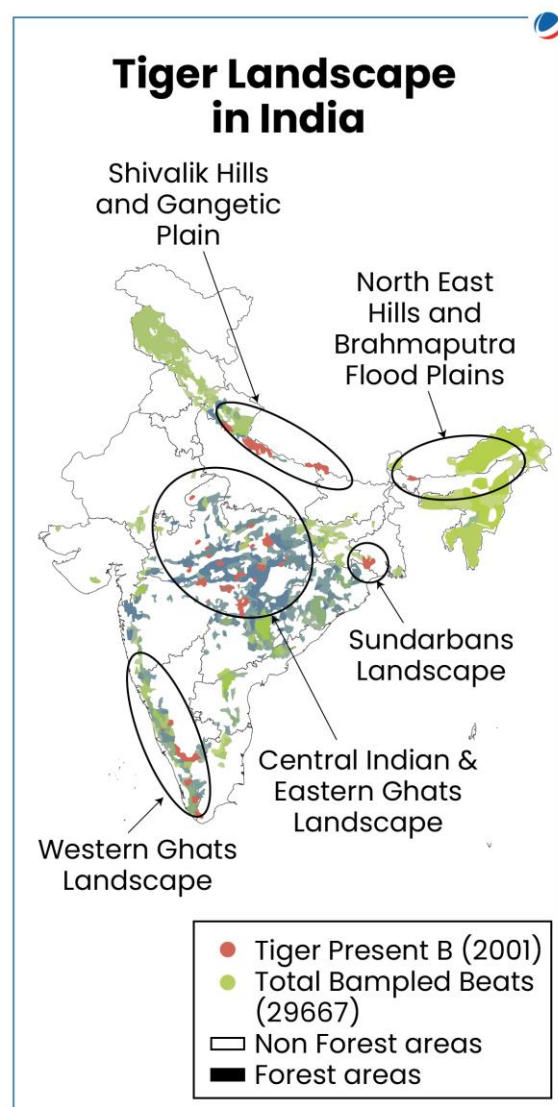 Tiger Landscape
in India
Shivalik Hills
and Gangetic
Plain
North East
Hills and
Brahmaputra
Flood Plains
Sundarbans
Landscape
Central Indian &
Eastern Ghats
Landscape
Western Ghats
Landscape
Tiger Present B (2001)
Total Bampled Beats
(29667)
Non Forest areas
Forest areas